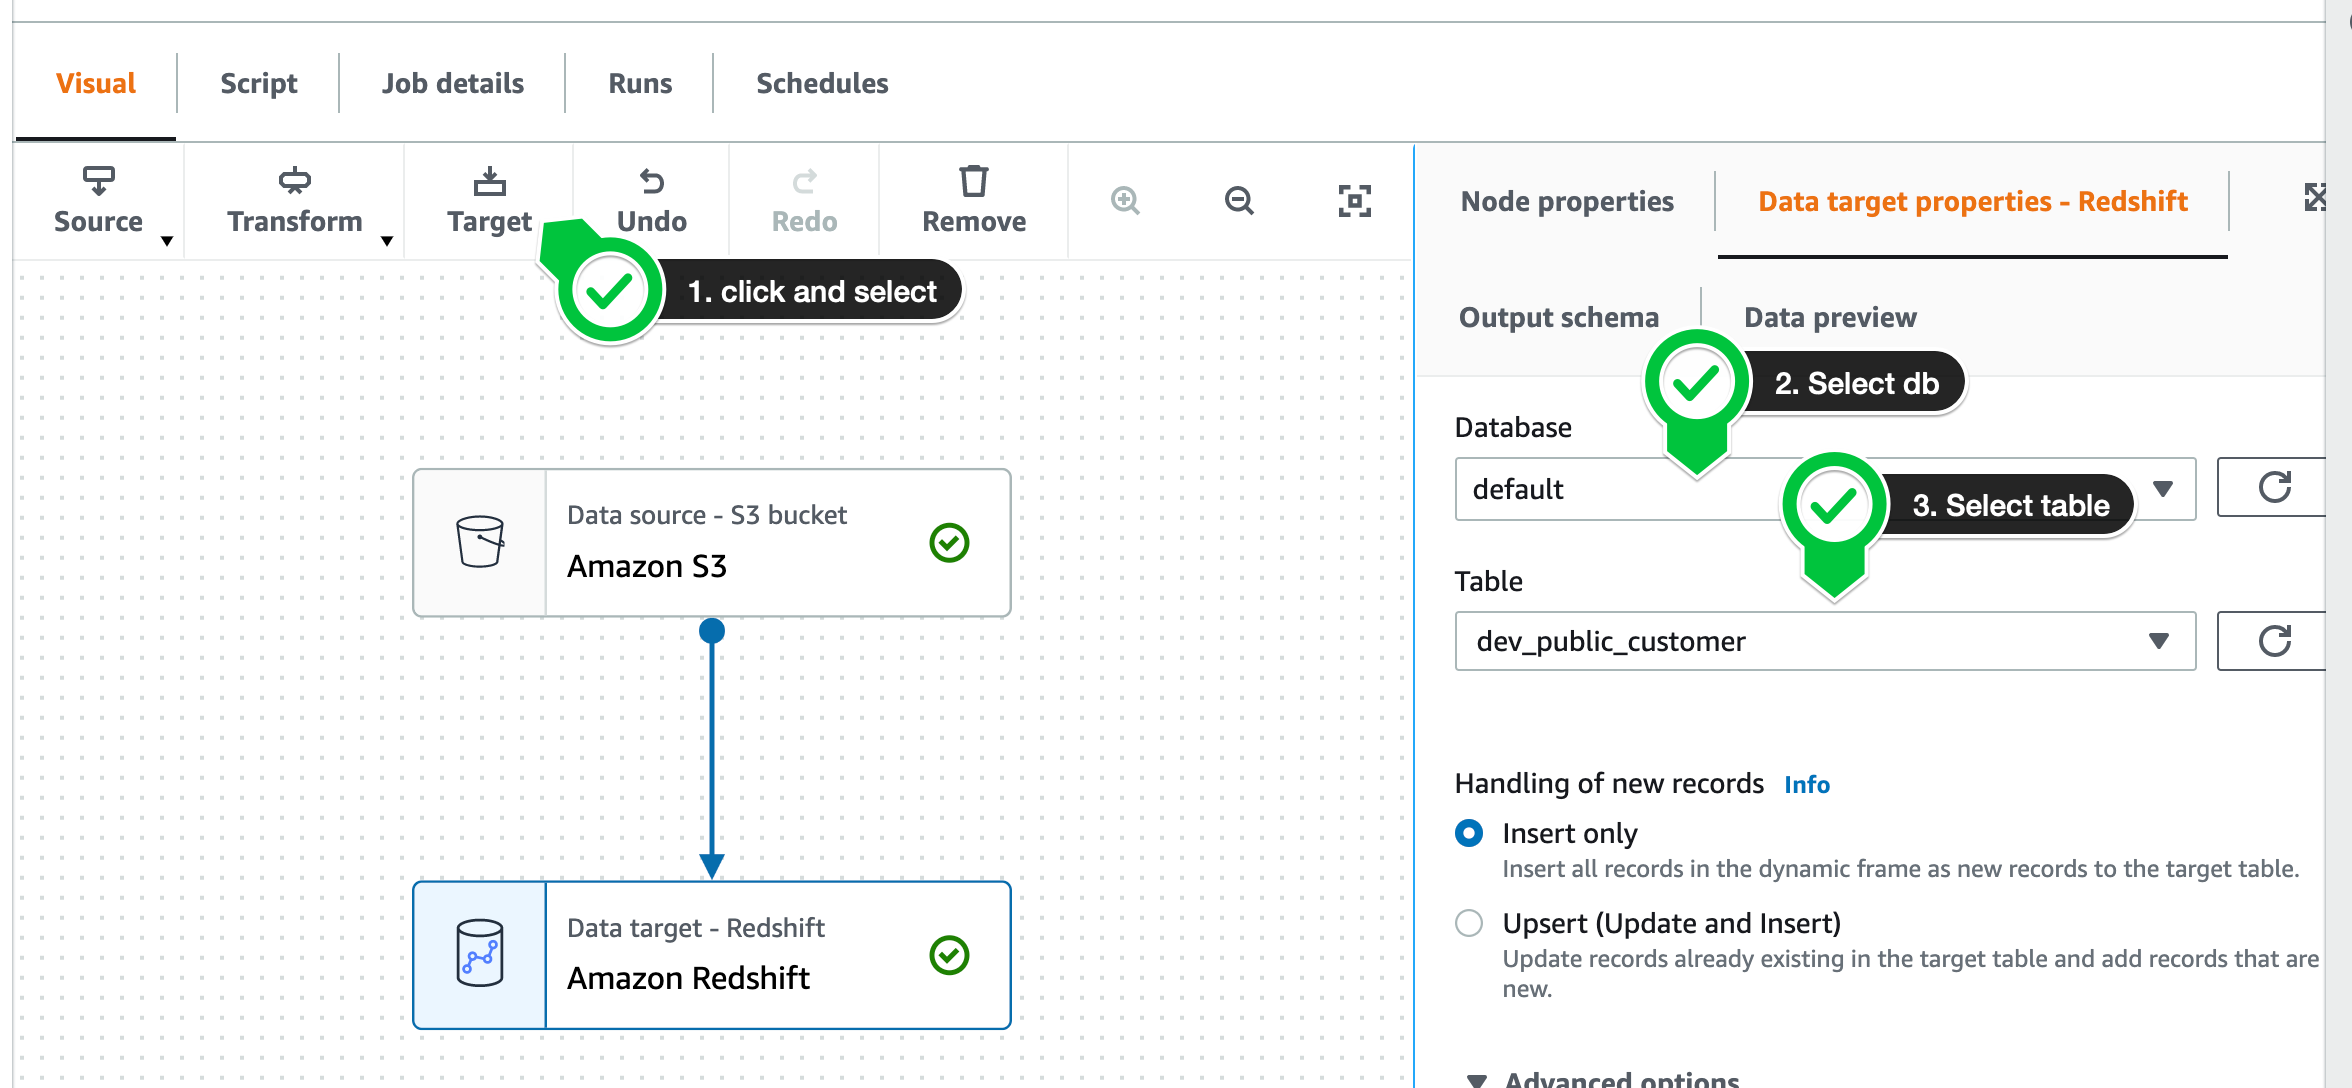 Visual
Script
Job details
Runs
Schedules
Source
Transform
Target
Undo
Redo
Remove
1. click and select
Data source - S3 bucket
Amazon S3
Data target - Redshift
Amazon Redshift
Node properties
Data target properties - Redshift
Output schema
Data preview
2. Select db
Database
default
3. Select table
Table
dev_public_customer
Handling of new records Info
Insert only
Insert all records in the dynamic frame as new records to the target table.
Upsert (Update and Insert)
Update records already existing in the target table and add records that are
new.
Advanced options